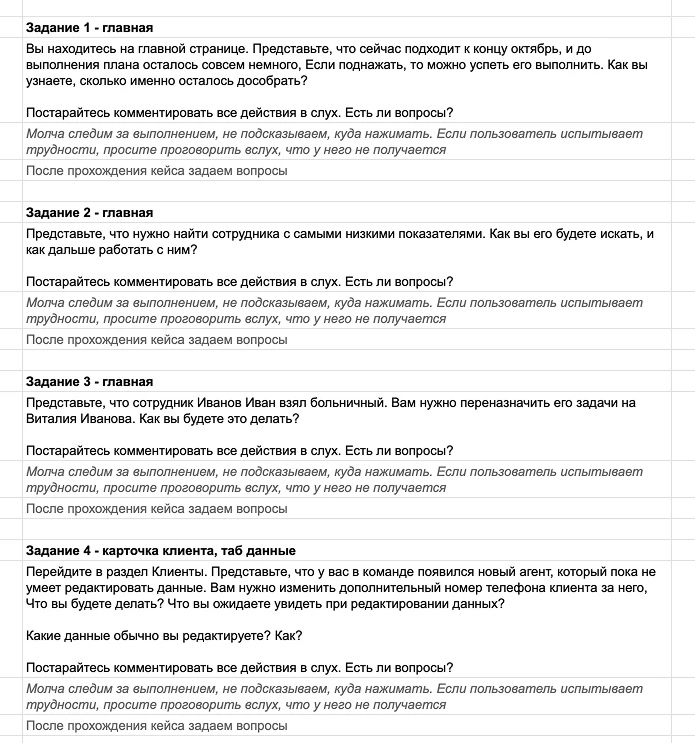 Задание 1 - главная
Вы находитесь на главной странице. Представьте, что сейчас подходит к концу октябрь, и до
выполнения плана осталось совсем немного, Если поднажать, то можно успеть его выполнить. Как вы
узнаете, сколько именно осталось дособрать?
Постарайтесь комментировать все действия в слух. Есть ли вопросы?
Молча следим за выполнением, не подсказываем, куда нажимать. Если пользователь испытывает
трудности, просите проговорить вслух, что у него не получается
После прохождения кейса задаем вопросы
Задание 2 - главная
Представьте, что нужно найти сотрудника с самыми низкими показателями. Как вы его будете искать, и
как дальше работать с ним?
Постарайтесь комментировать все действия в слух. Есть ли вопросы?
Молча следим за выполнением, не подсказываем, куда нажимать. Если пользователь испытывает
трудности, просите проговорить вслух, что у него не получается
После прохождения кейса задаем вопросы
Задание 3 - главная
Представьте, что сотрудник Иванов Иван взял больничный. Вам нужно переназначить его задачи на
Виталия Иванова. Как вы будете это делать?
Постарайтесь комментировать все действия в слух. Есть ли вопросы?
Молча следим за выполнением, не подсказываем, куда нажимать. Если пользователь испытывает
трудности, просите проговорить вслух, что у него не получается
После прохождения кейса задаем вопросы
Задание 4 - карточка клиента, таб данные
Перейдите в раздел Клиенты. Представьте, что у вас в команде появился новый агент, который пока не
умеет редактировать данные. Вам нужно изменить дополнительный номер телефона клиента за него,
Что вы будете делать? Что вы ожидаете увидеть при редактировании данных?
Какие данные обычно вы редактируете? Как?
Постарайтесь комментировать все действия в слух. Есть ли вопросы?
Молча следим за выполнением, не подсказываем, куда нажимать. Если пользователь испытывает
трудности, просите проговорить вслух, что у него не получается
После прохождения кейса задаем вопросы